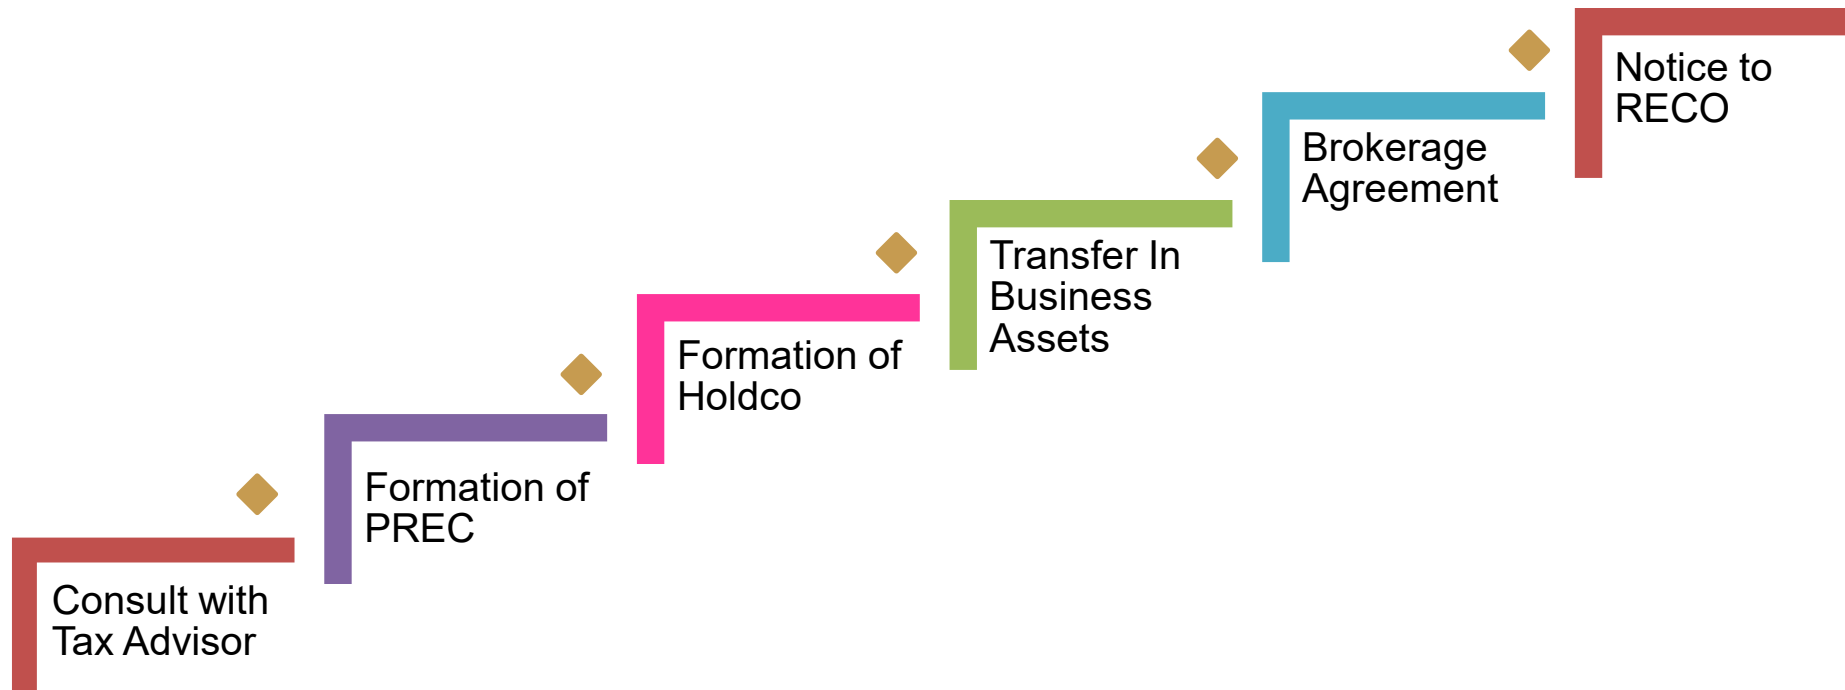 Consult with
Tax Advisor
Formation of
PREC
Formation of
Holdco
Transfer In
Business
Assets
Brokerage
Agreement
Notice to
RECO